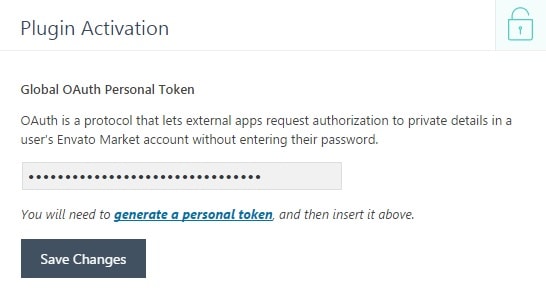 Plugin Activation
Global OAuth Personal Token
OAuth is a protocol that lets external apps request authorization to private details in a
user's Envato Market account without entering their password.
••••••••••••••••••••••••••••••••
You will need to generate a personal token, and then insert it above.
Save Changes